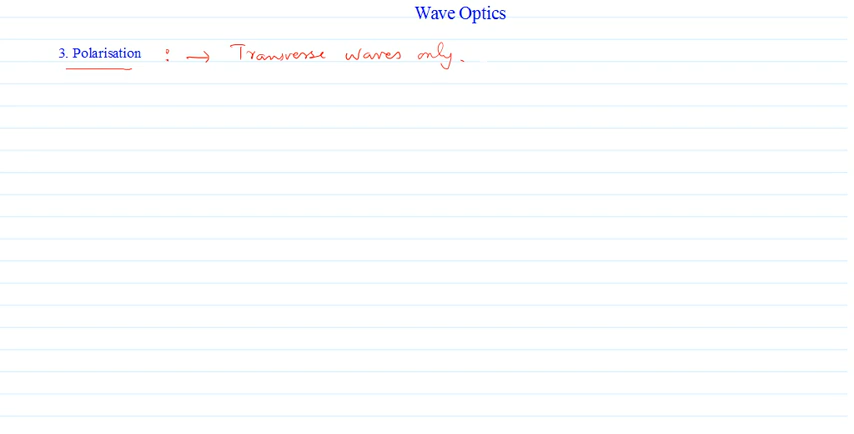 Wave Optics
3. Polarisation : → Transverse waves only.